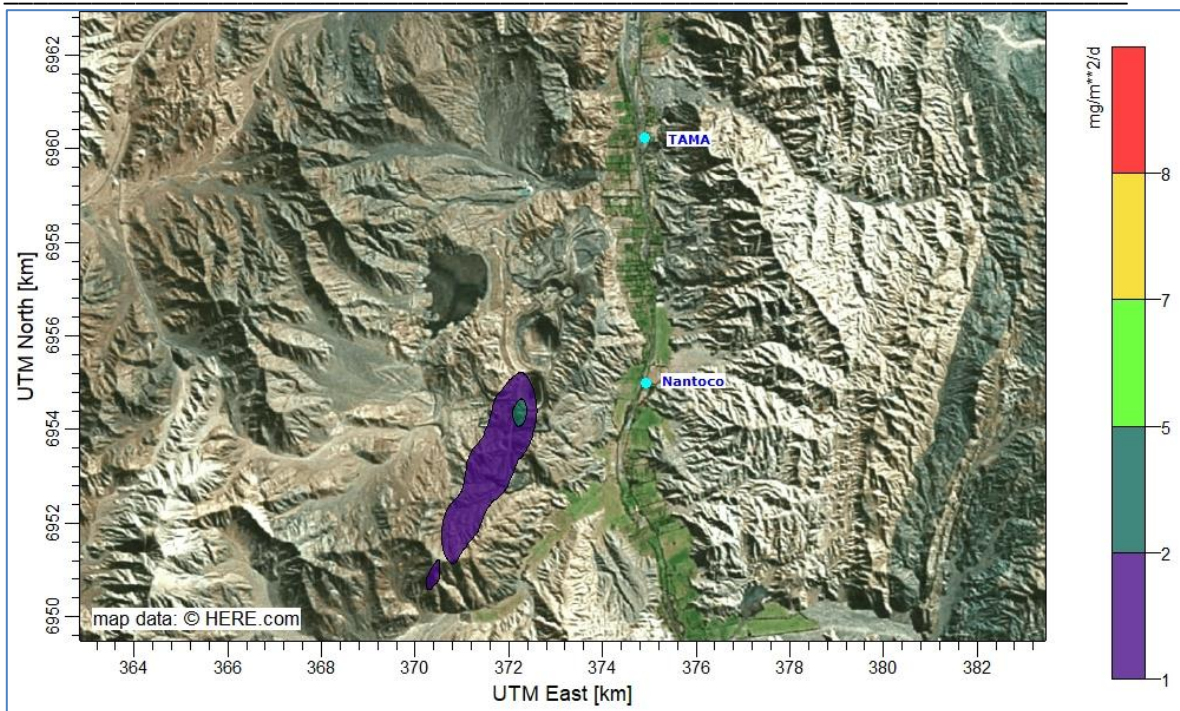 mg/m**2/d
8
7
5
2
1
UTM North [km]
6962
6960
6958
6956
6954
6952
6950
TAMA
Nantoco
map data: © HERE.com
364 366 368 370 372 374 376 378 380 382
UTM East [km]